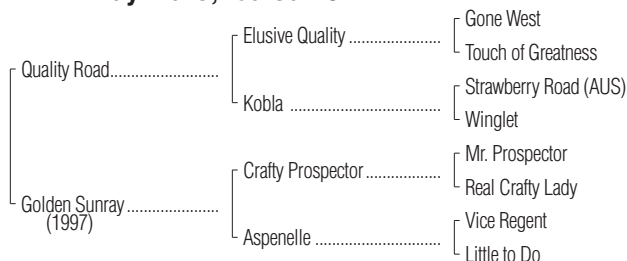 Gone West
Elusive Quality
Touch of Greatness
Quality Road
Strawberry Road (AUS)
Kobla
Winglet
Mr. Prospector
Crafty Prospector
Real Crafty Lady
Golden Sunray
(1997)
Vice Regent
Aspenelle
Little to Do